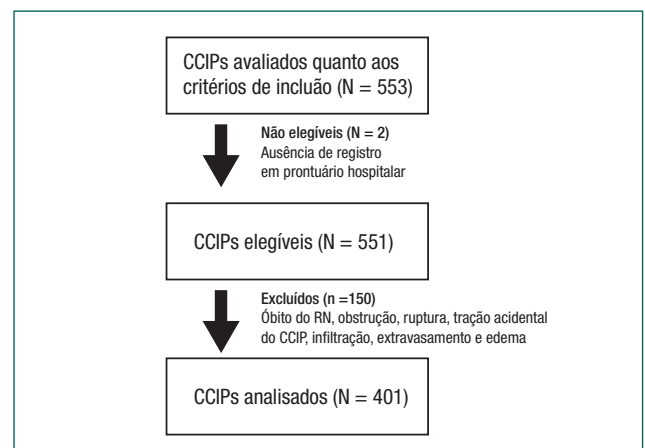 CCIPs avaliados quanto aos
critérios de inclusão (N = 553)
Não elegíveis (N = 2)
Ausência de registro
em prontuário hospitalar
CCIPs elegíveis (N = 551)
Excluídos (n =150)
Óbito do RN, obstrução, ruptura, tração acidental
do CCIP, infiltração, extravasamento e edema
CCIPs analisados (N = 401)